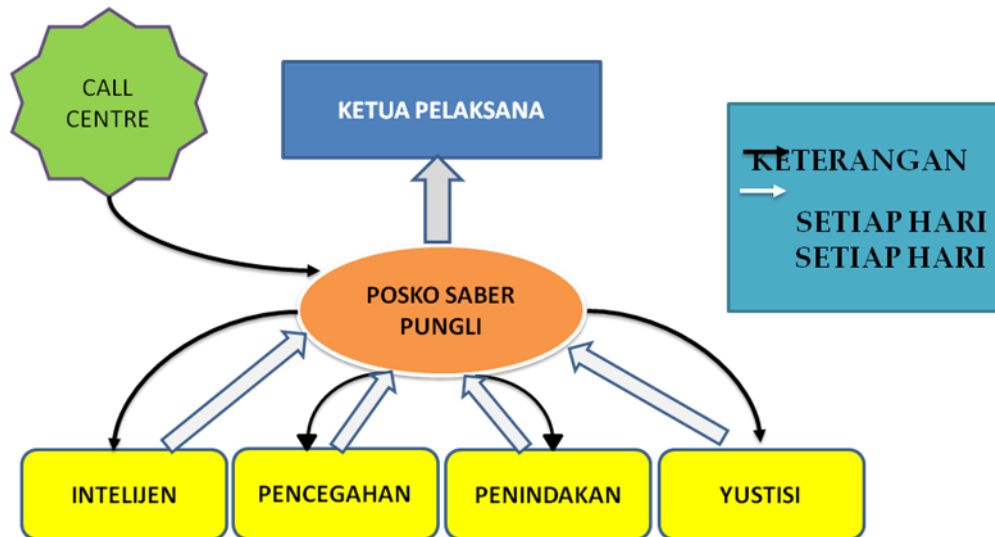 CALL
CENTRE
KETUA PELAKSANA
KETERANGAN
SETIAP HARI
SETIAP HARI
POSKO SABER
PUNGLI
INTELIJEN
PENCEGAHAN
PENINDAKAN
YUSTISI